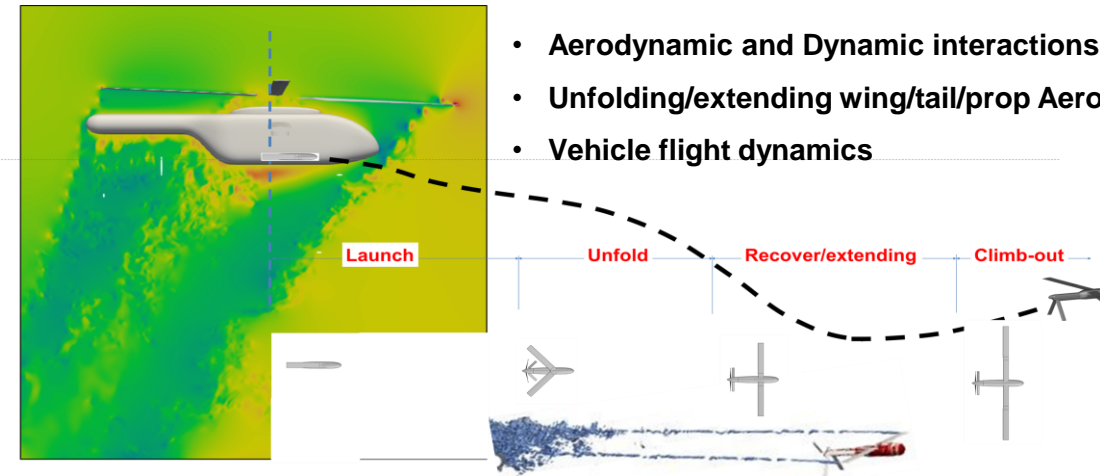 • Aerodynamic and Dynamic interactions
• Unfolding/extending wing/tail/prop Aero
• Vehicle flight dynamics
Launch
Unfold
Recover/extending
Climb-out